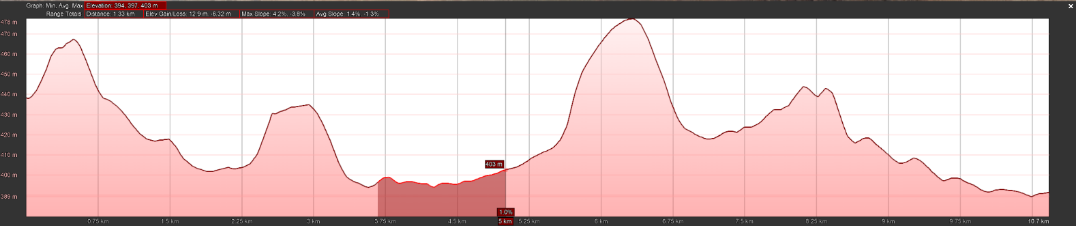 Graph: Min, Avg, Max Elevation: 394, 397, 403 m
Range Totals: Distance: 1.33 km Elev Gain/Loss: 12.9 m, -6.32 m Max Slope: 4.2%, -3.8% Avg Slope: 1.4%, -1.3%
478 m
470 m
460 m
450 m
440 m
430 m
420 m
410 m
400 m
389 m
403 m
1.0%
0.75 km 1.5 km 2.25 km 3 km 4.5 km 5 km 5.25 km 6 km 6.75 km 7.5 km 8.25 km 9 km 9.75 km 10.7 km